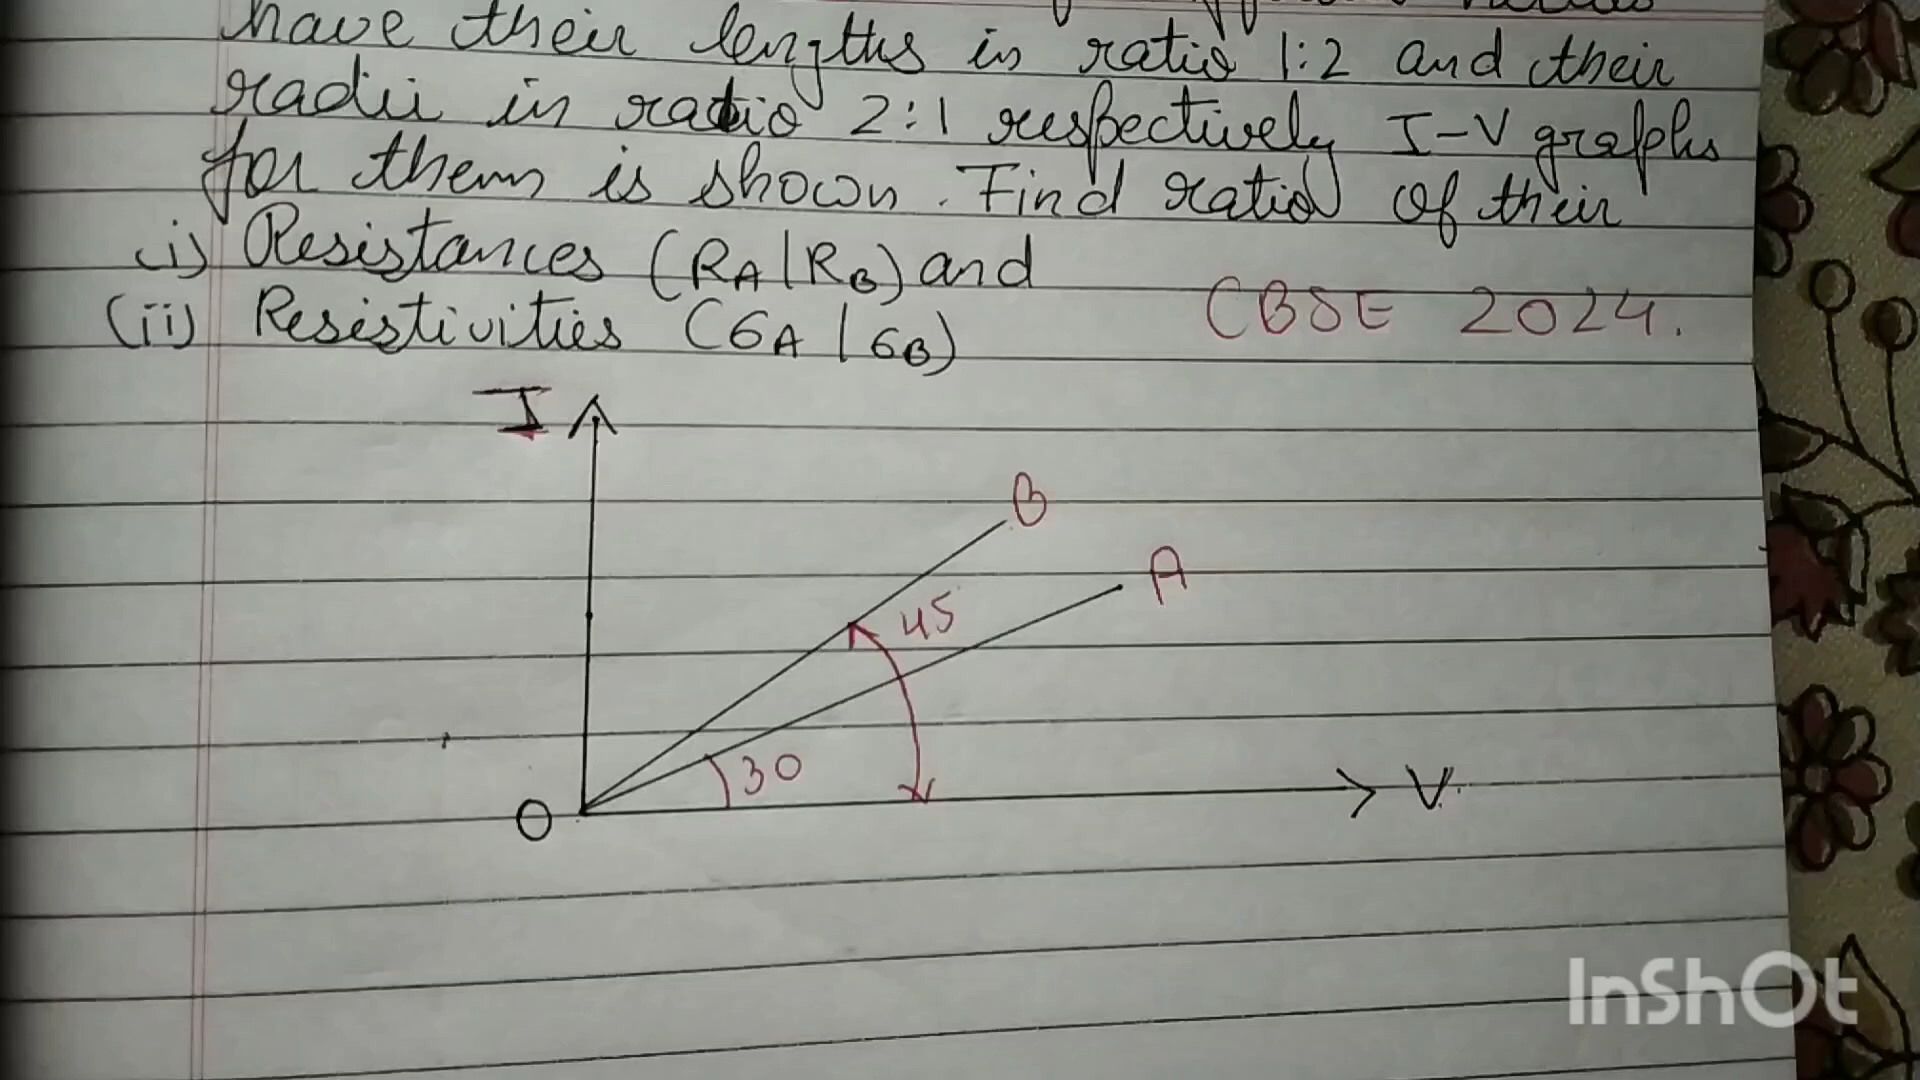 have their lengths in ratio 1:2 and their
radii in ratio 2:1 respectively I-V graphs
for them is shown. Find ratio of their
(i) Resistances (RA|RB) and
(ii) Resistivities (σA|σB)
CBSE 2024.
I
B
A
45
30
O
V
InShOt